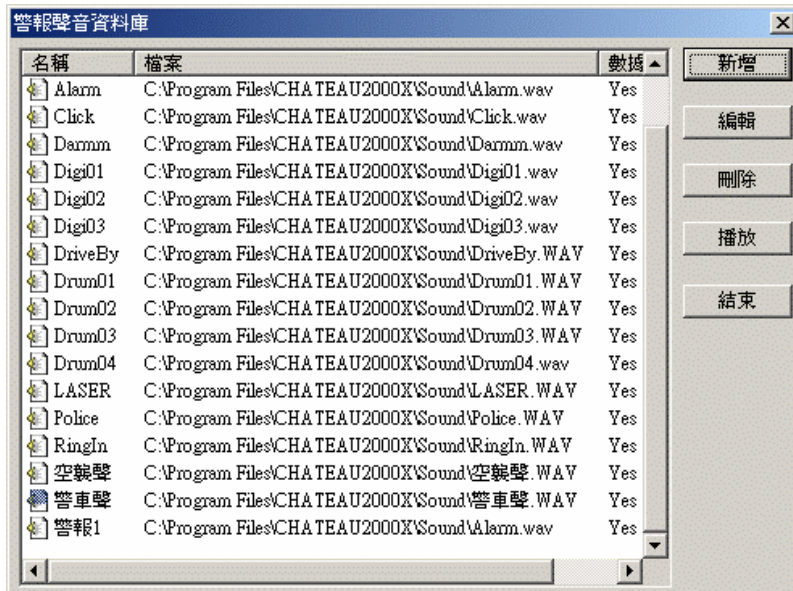 警報聲音資料庫
名稱 檔案 數據
Alarm C:\Program Files\CHATEAU2000X\Sound\Alarm.wav Yes
Click C:\Program Files\CHATEAU2000X\Sound\Click.wav Yes
Darmm C:\Program Files\CHATEAU2000X\Sound\Darmm.wav Yes
Digi01 C:\Program Files\CHATEAU2000X\Sound\Digi01.wav Yes
Digi02 C:\Program Files\CHATEAU2000X\Sound\Digi02.wav Yes
Digi03 C:\Program Files\CHATEAU2000X\Sound\Digi03.wav Yes
DriveBy C:\Program Files\CHATEAU2000X\Sound\DriveBy.WAV Yes
Drum01 C:\Program Files\CHATEAU2000X\Sound\Drum01.WAV Yes
Drum02 C:\Program Files\CHATEAU2000X\Sound\Drum02.WAV Yes
Drum03 C:\Program Files\CHATEAU2000X\Sound\Drum03.WAV Yes
Drum04 C:\Program Files\CHATEAU2000X\Sound\Drum04.wav Yes
LASER C:\Program Files\CHATEAU2000X\Sound\LASER.WAV Yes
Police C:\Program Files\CHATEAU2000X\Sound\Police.WAV Yes
RingIn C:\Program Files\CHATEAU2000X\Sound\RingIn.WAV Yes
空襲聲 C:\Program Files\CHATEAU2000X\Sound\空襲聲.WAV Yes
警車聲 C:\Program Files\CHATEAU2000X\Sound\警車聲.WAV Yes
警報1 C:\Program Files\CHATEAU2000X\Sound\Alarm.wav Yes
新增
編輯
刪除
播放
結束